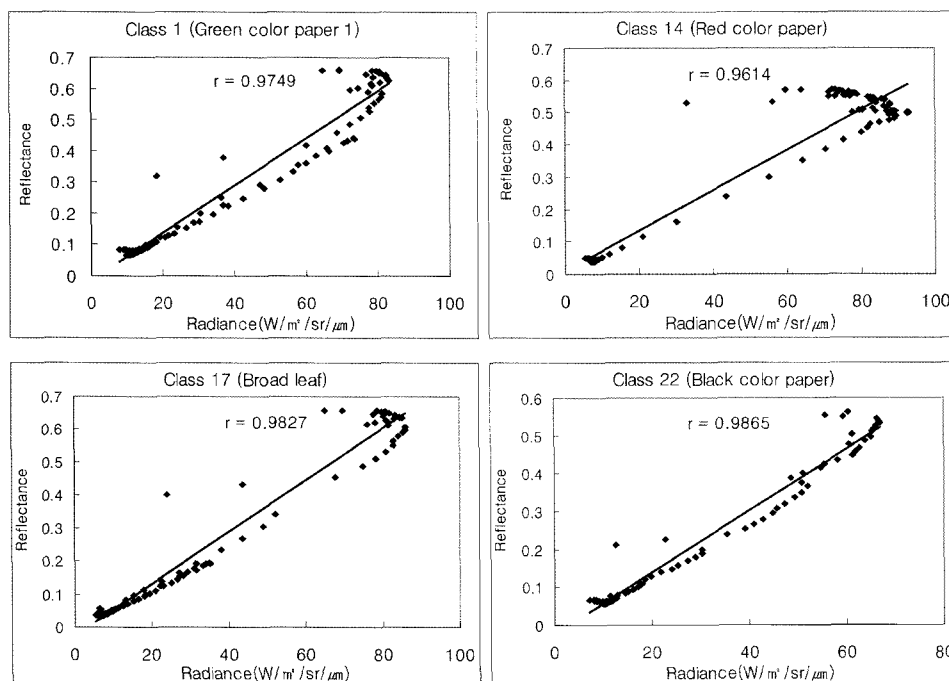 Class 1 (Green color paper 1)
r = 0.9749
Reflectance
0.7
0.6
0.5
0.4
0.3
0.2
0.1
0
0 20 40 60 80 100
Radiance(W/㎡/sr/㎛)
Class 14 (Red color paper)
r = 0.9614
Reflectance
0.7
0.6
0.5
0.4
0.3
0.2
0.1
0
0 20 40 60 80 100
Radiance(W/㎡/sr/㎛)
Class 17 (Broad leaf)
r = 0.9827
Reflectance
0.7
0.6
0.5
0.4
0.3
0.2
0.1
0
0 20 40 60 80 100
Radiance(W/㎡/sr/㎛)
Class 22 (Black color paper)
r = 0.9865
Reflectance
0.6
0.5
0.4
0.3
0.2
0.1
0
0 20 40 60 80
Radiance(W/㎡/sr/㎛)